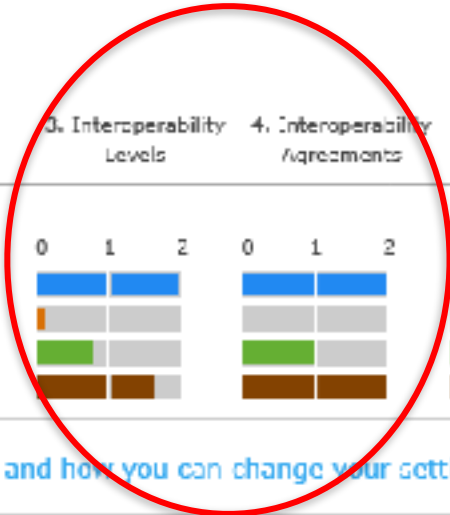 3. Interoperability
Levels
4. Interoperability
Agreements
0 1 2
0 1 2
and how you can change your sett